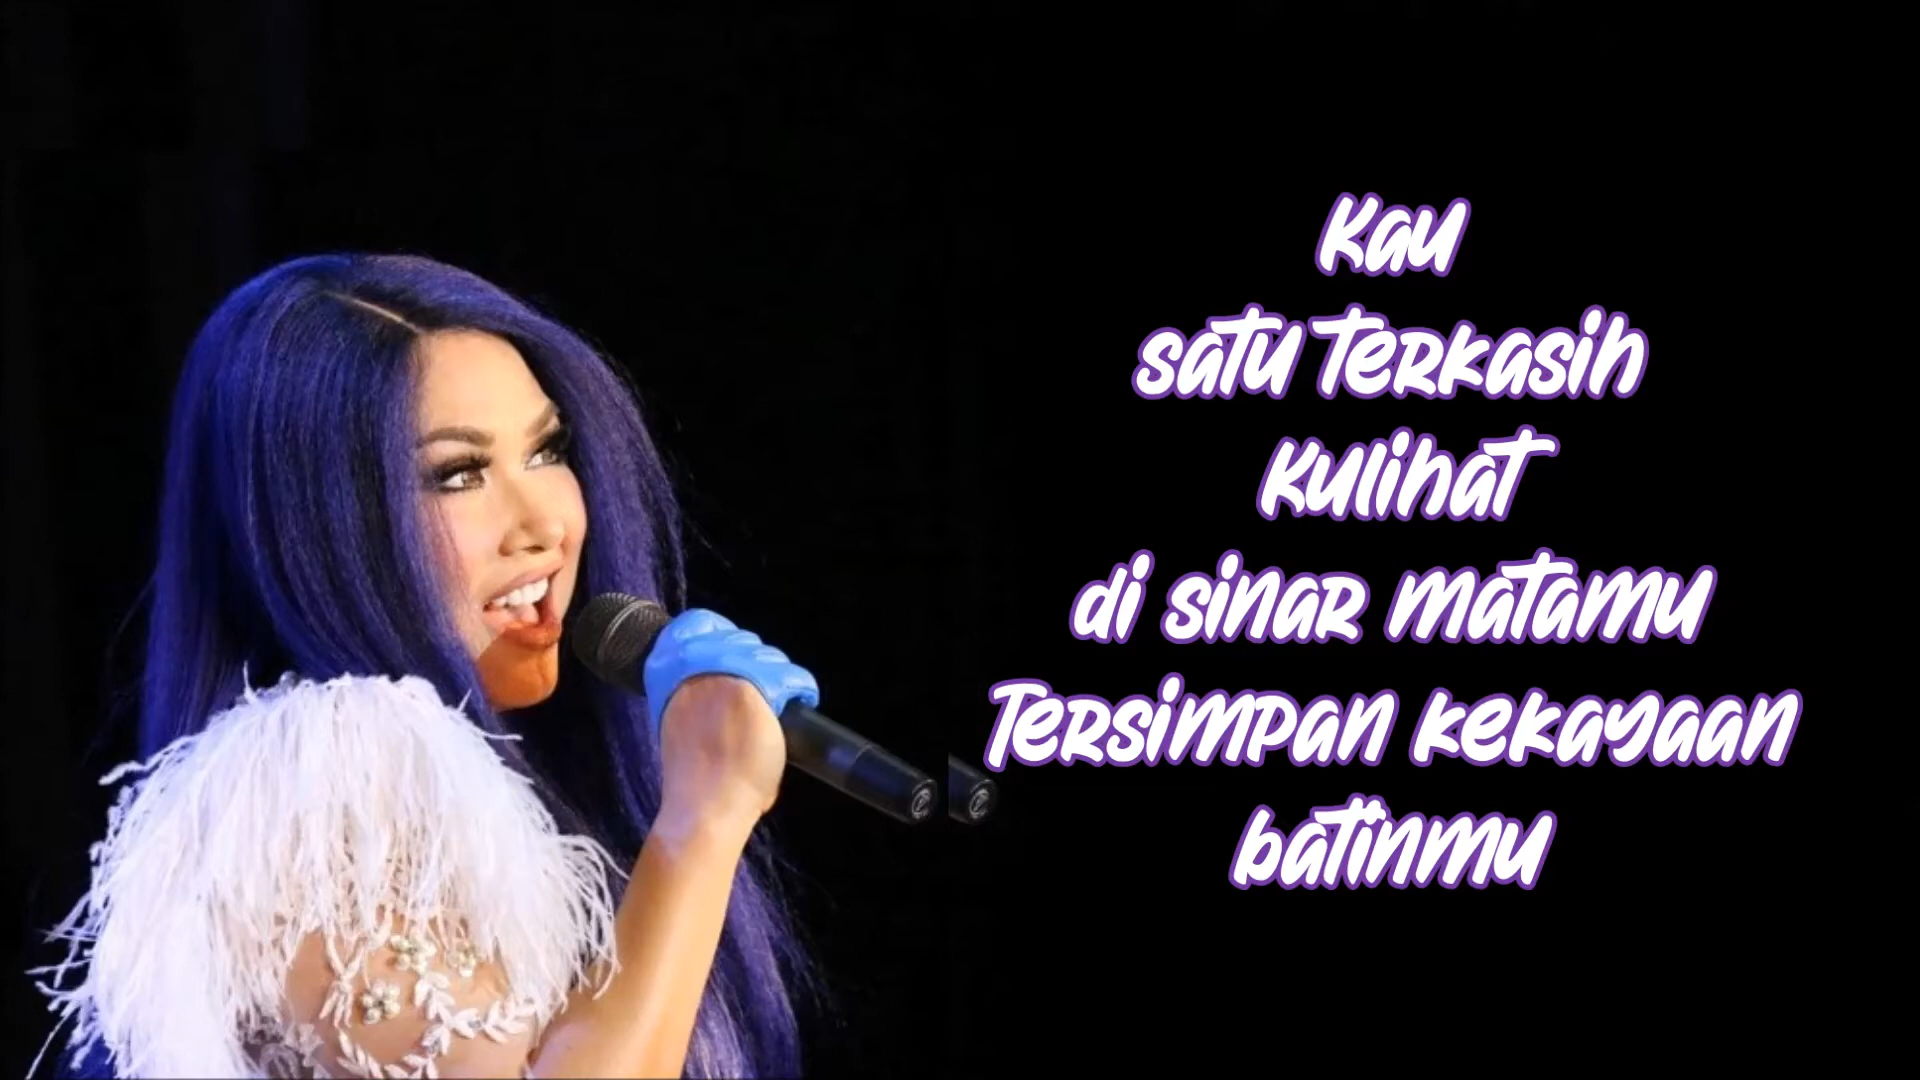 Kau
satu terkasih
Kulihat
di sinar matamu
Tersimpan kekayaan
batinmu